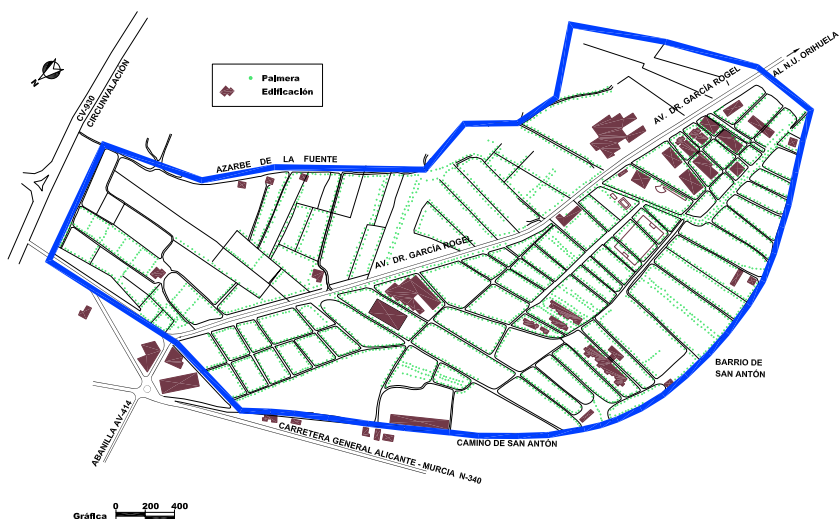 AL N.U. ORIHUELA
AV. DR. GARCÍA ROGEL
N
CV-930
CIRCUNVALACIÓN
Palmera
Edificación
AZARBE DE LA FUENTE
AV. DR. GARCÍA ROGEL
BARRIO DE
SAN ANTÓN
ABANILLA AV-414
CARRETERA GENERAL ALICANTE - MURCIA N-340
CAMINO DE SAN ANTÓN
Gráfica
0 200 400